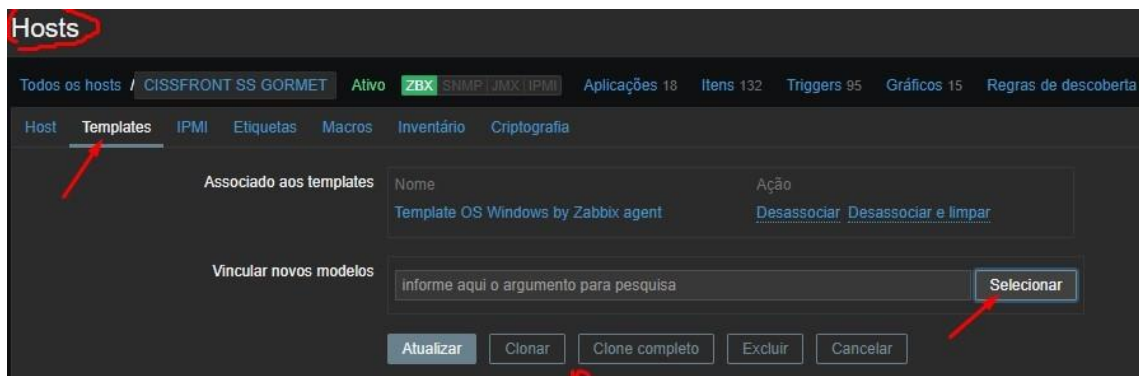 Hosts
Todos os hosts / CISSFRONT SS GORMET Ativo ZBX SNMP JMX IPMI Aplicações 18 Itens 132 Triggers 95 Gráficos 15 Regras de descoberta
Host Templates IPMI Etiquetas Macros Inventário Criptografia
Associado aos templates Nome Ação
Template OS Windows by Zabbix agent Desassociar Desassociar e limpar
Vincular novos modelos informe aqui o argumento para pesquisa Selecionar
Atualizar Clonar Clone completo Excluir Cancelar